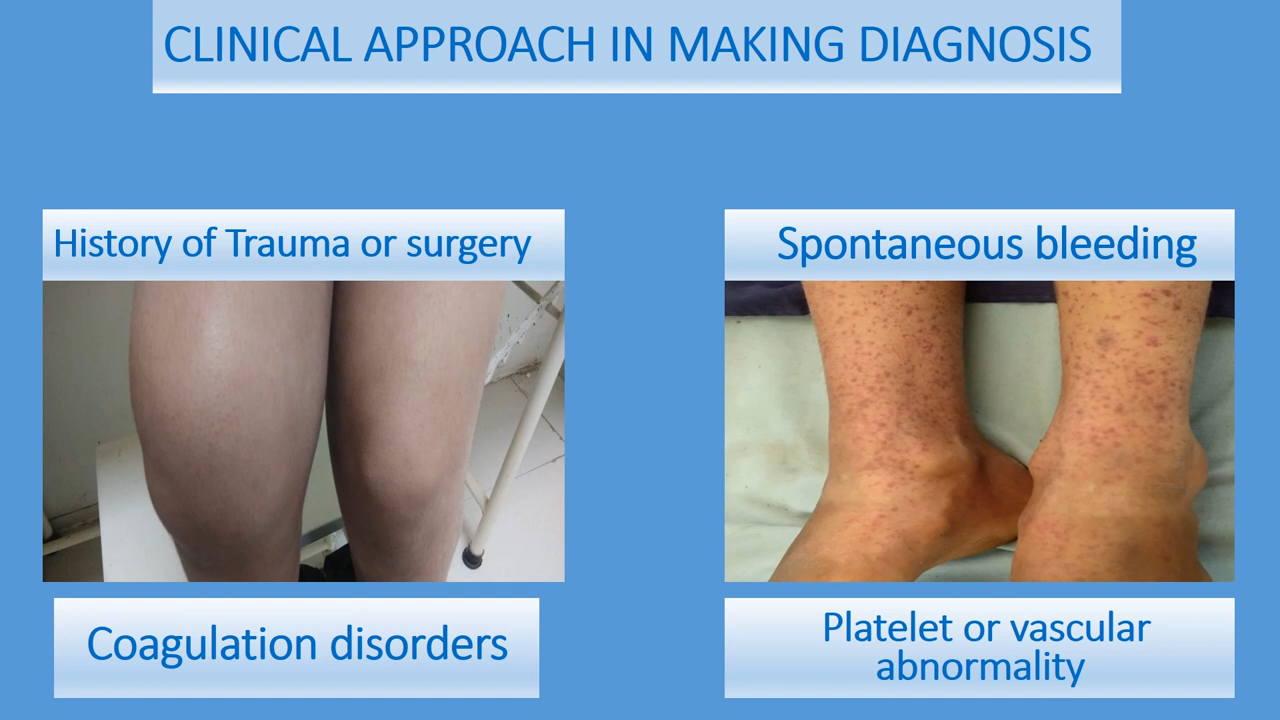 CLINICAL APPROACH IN MAKING DIAGNOSIS
History of Trauma or surgery
Coagulation disorders
Spontaneous bleeding
Platelet or vascular
abnormality